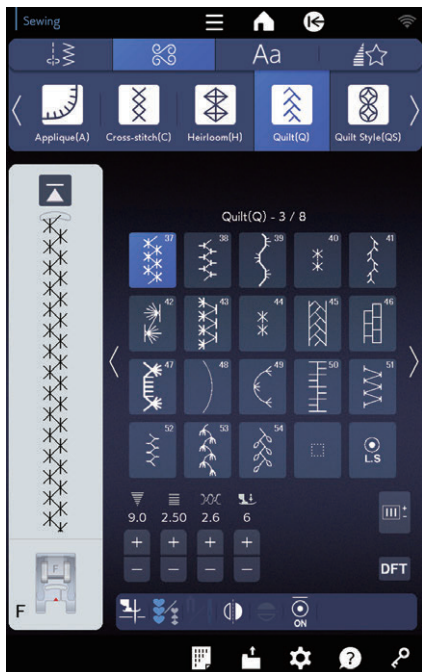 Sewing
Aa
Applique(A) Cross-stitch(C) Heirloom(H) Quilt(Q) Quilt Style(QS)
Quilt(Q) - 3 / 8
37 38 39 40 41
42 43 44 45 46
47 48 49 50 51
52 53 54 L.S
9.0 2.50 2.6 6
+ + +
− − −
DFT
F
F
ON
?